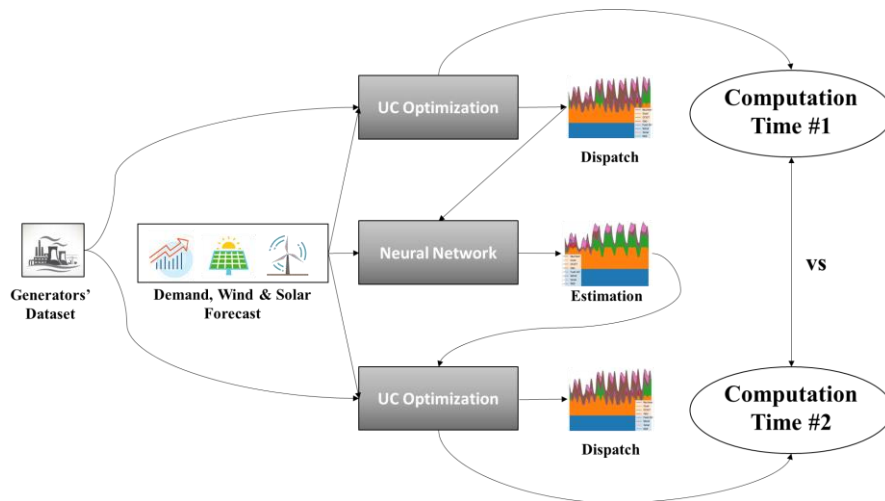 UC Optimization
Dispatch
Computation
Time #1
Generators'
Dataset
Demand, Wind & Solar
Forecast
Neural Network
Estimation
vs
UC Optimization
Dispatch
Computation
Time #2